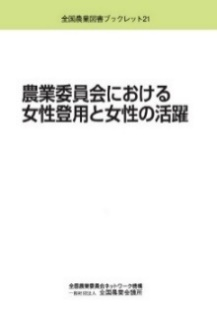 全国農業図書ブックレット21
農業委員会における
女性登用と女性の活躍
全国農業委員会ネットワーク機構
一般社団法人 全国農業会議所